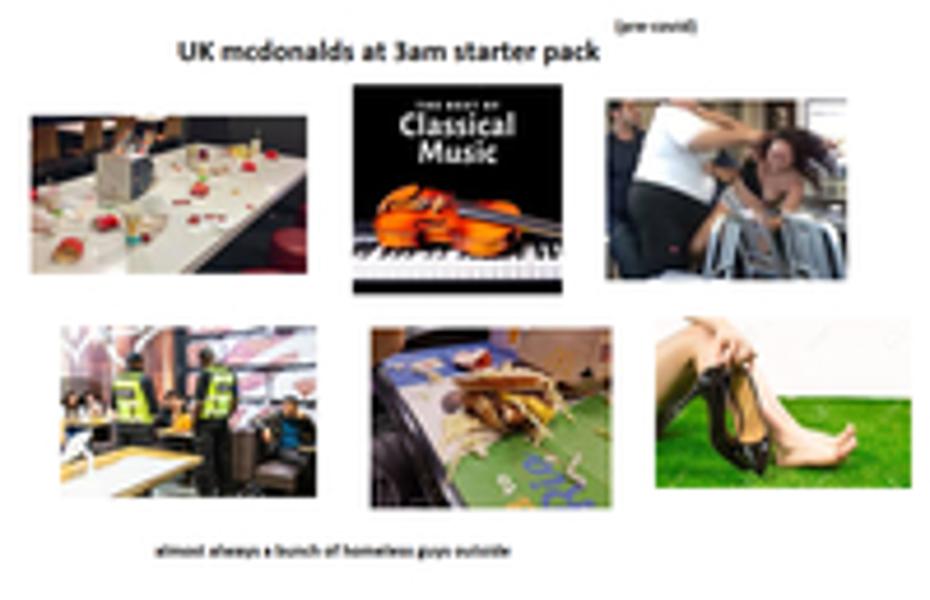 (pre covid)
UK mcdonalds at 3am starter pack
THE BEST OF
Classical
Music
almost always a bunch of homeless guys outside